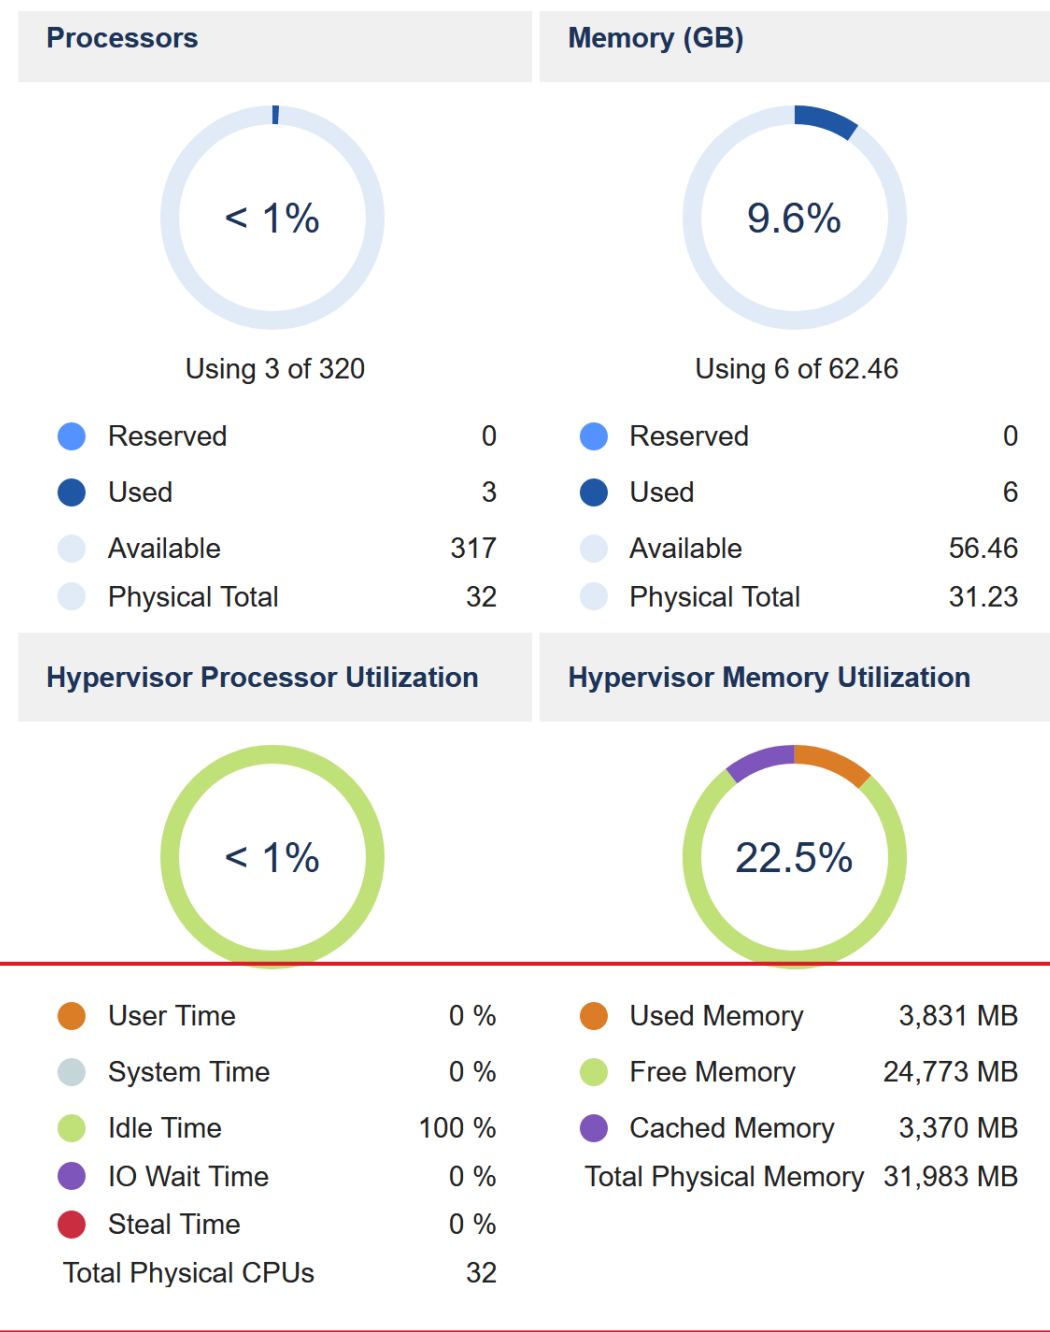 Processors
< 1%
Using 3 of 320
Reserved 0
Used 3
Available 317
Physical Total 32
Memory (GB)
9.6%
Using 6 of 62.46
Reserved 0
Used 6
Available 56.46
Physical Total 31.23
Hypervisor Processor Utilization
< 1%
User Time 0 %
System Time 0 %
Idle Time 100 %
IO Wait Time 0 %
Steal Time 0 %
Total Physical CPUs 32
Hypervisor Memory Utilization
22.5%
Used Memory 3,831 MB
Free Memory 24,773 MB
Cached Memory 3,370 MB
Total Physical Memory 31,983 MB